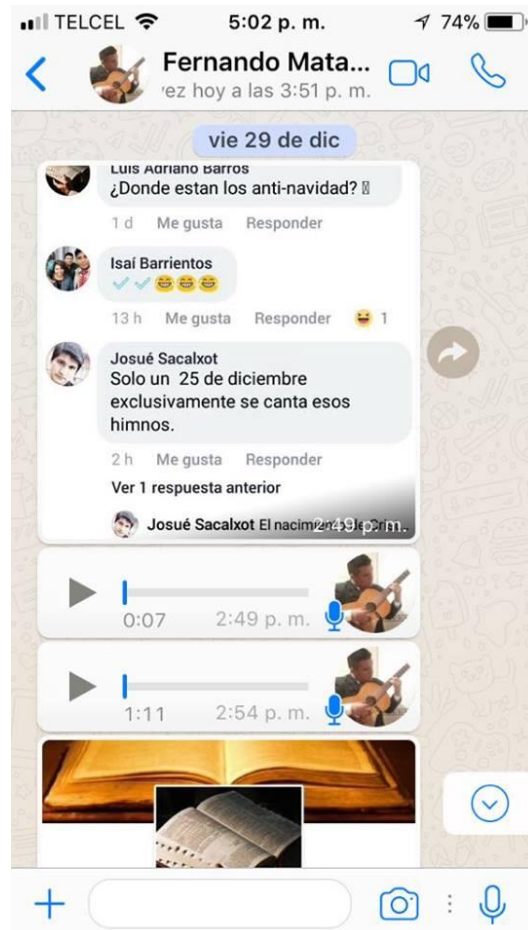 TELCEL 5:02 p. m. 74%
Fernando Mata...
vez hoy a las 3:51 p. m.
vie 29 de dic
Luis Adriano Barros
¿Donde estan los anti-navidad?
1 d Me gusta Responder
Isaí Barrientos
13 h Me gusta Responder 1
Josué Sacalxot
Solo un 25 de diciembre
exclusivamente se canta esos
himnos.
2 h Me gusta Responder
Ver 1 respuesta anterior
Josué Sacalxot El nacimiento de Cri...
2:49 p. m.
0:07 2:49 p. m.
1:11 2:54 p. m.